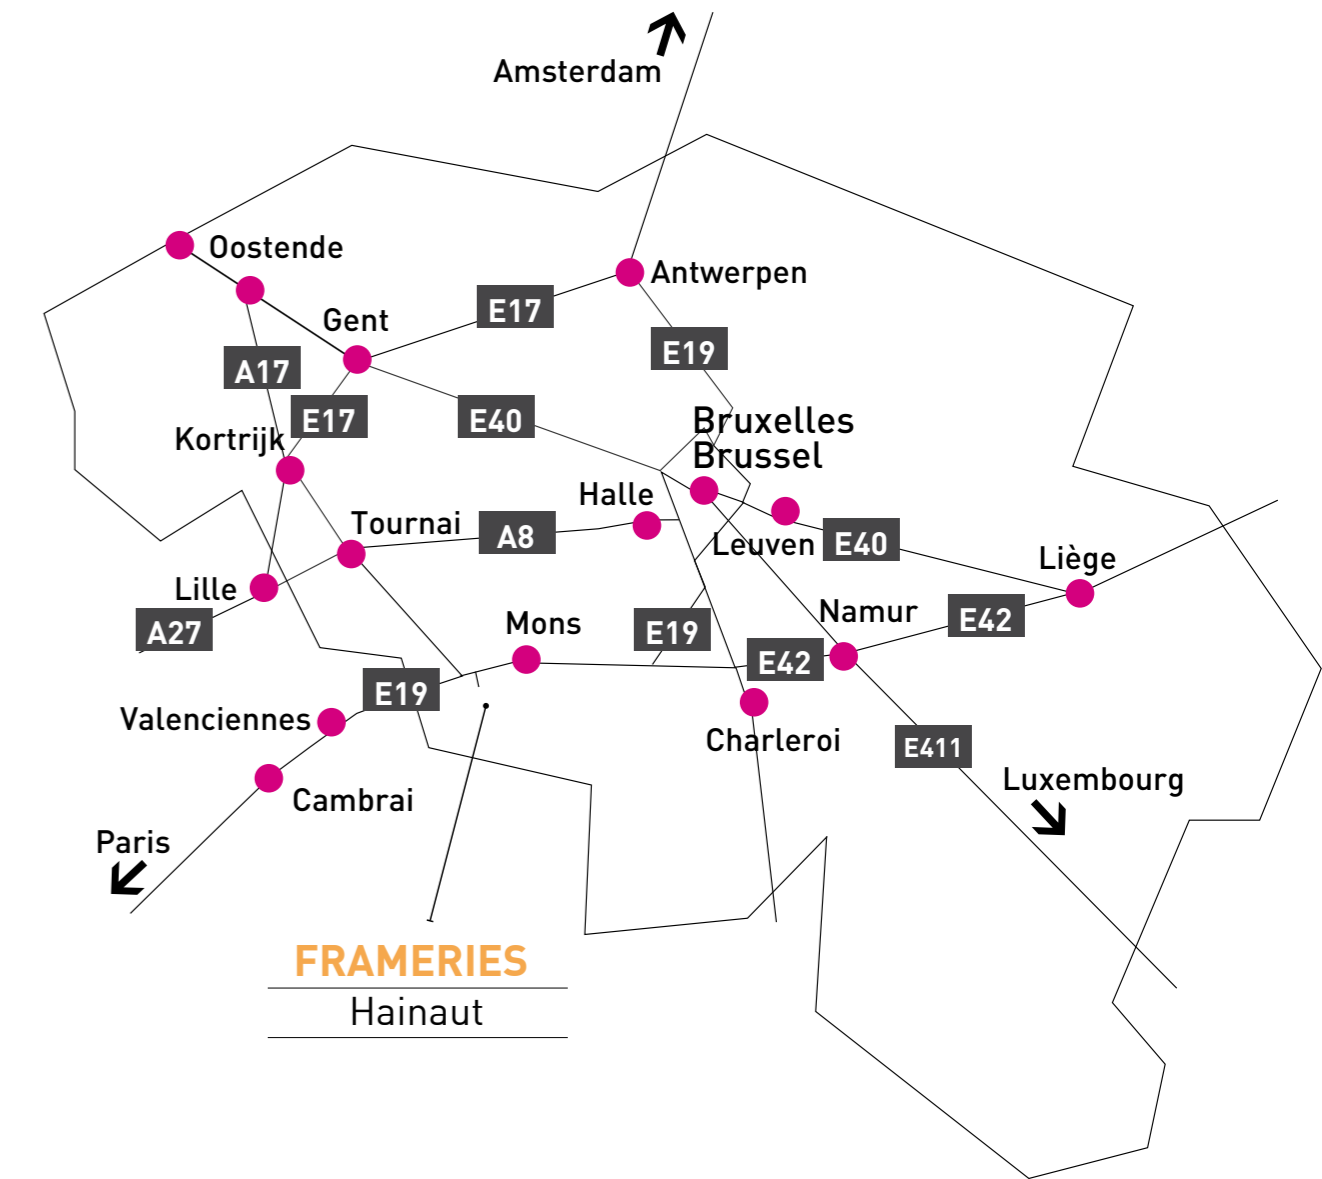 Amsterdam
Oostende
Antwerpen
Gent
E17
E19
A17
E17
E40
Bruxelles
Brussel
Kortrijk
Halle
Tournai
A8
Leuven
E40
Liège
Lille
A27
Mons
E19
Namur
E42
E42
E19
Valenciennes
Charleroi
E411
Luxembourg
Cambrai
Paris
FRAMERIES
Hainaut